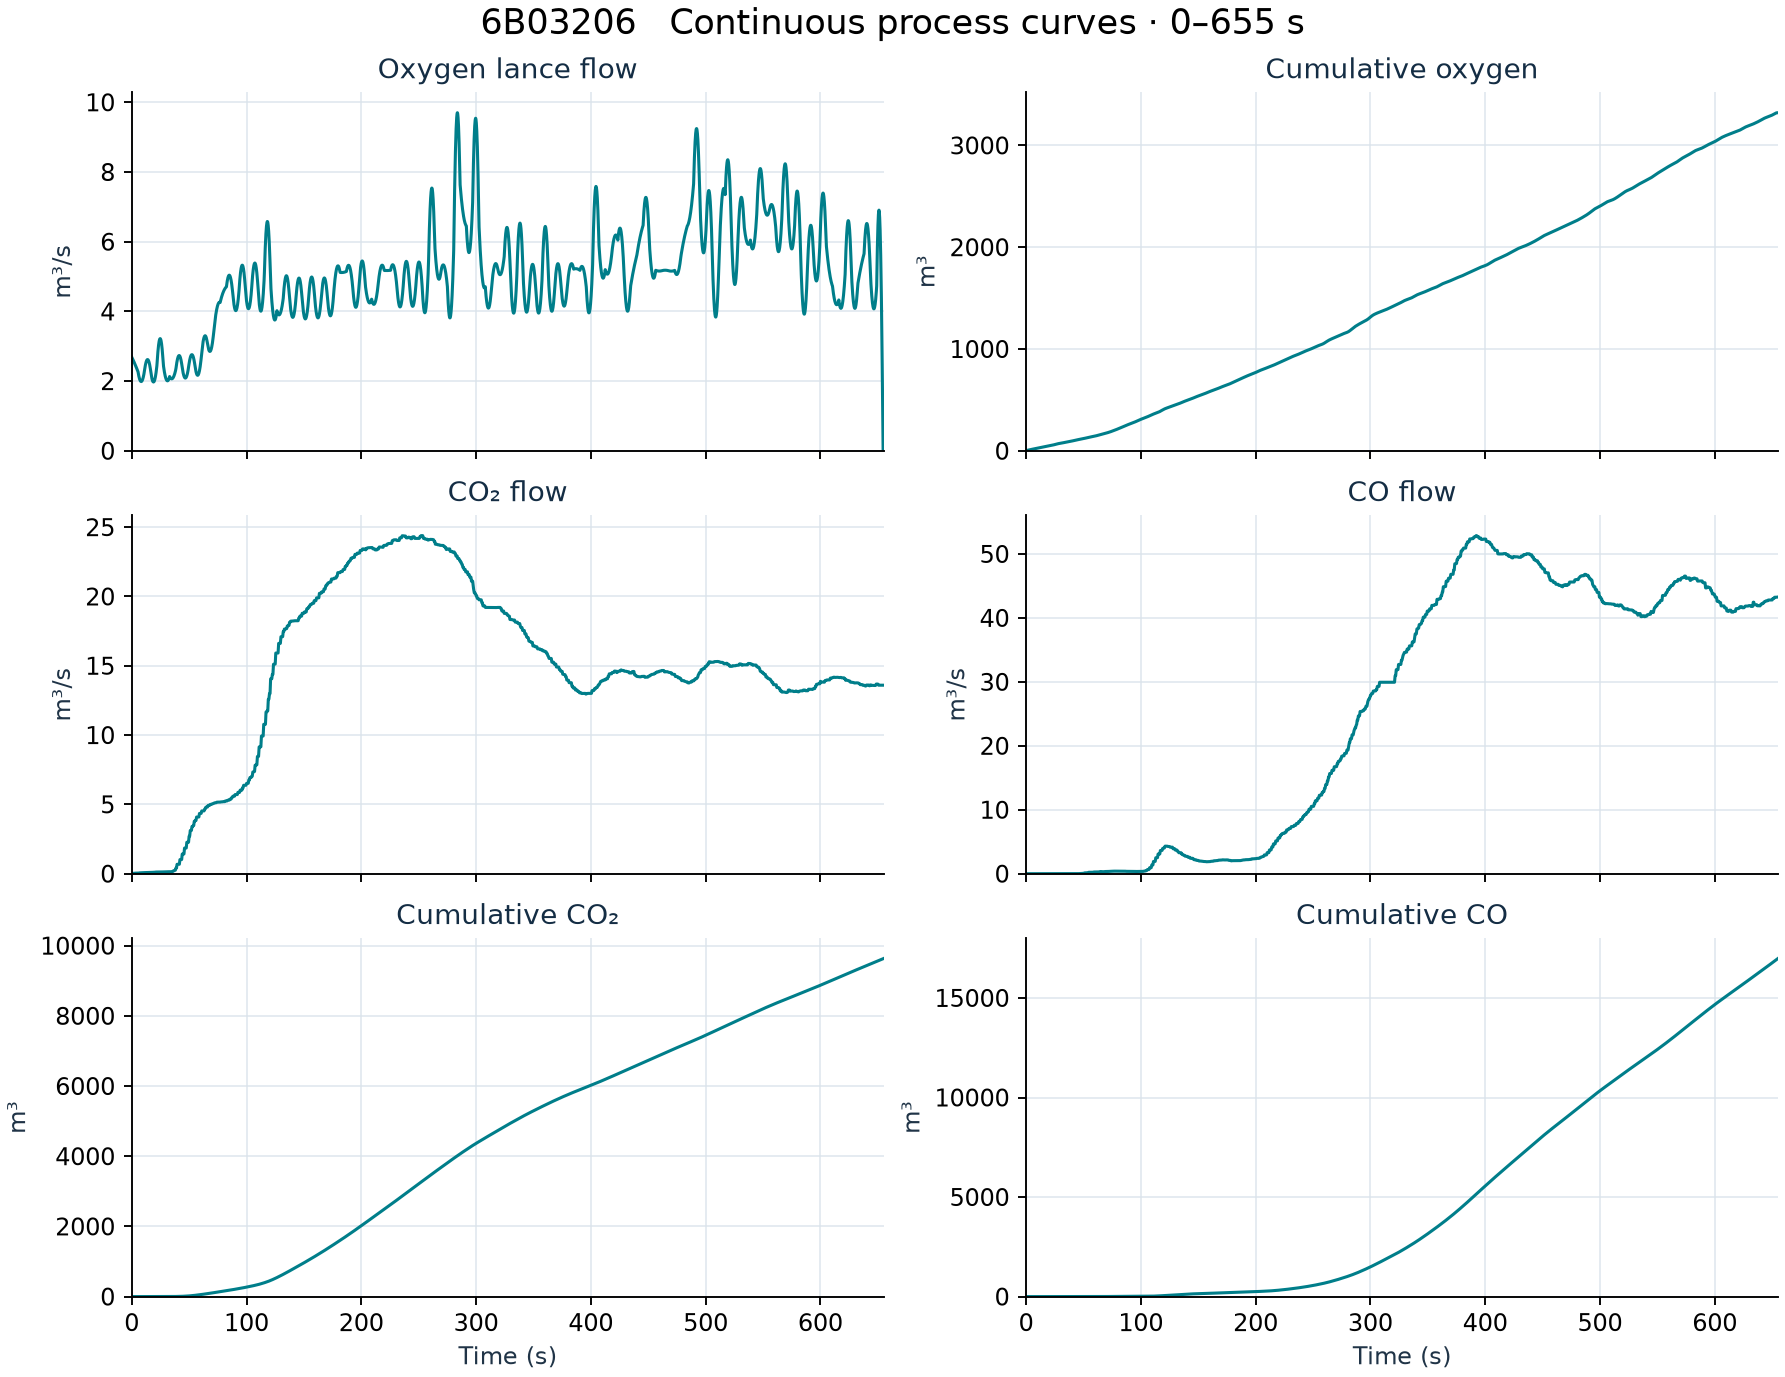 6B03206   Continuous process curves · 0–655 s
Oxygen lance flow
m³/s
10
8
6
4
2
0
Cumulative oxygen
m³
3000
2000
1000
0
CO₂ flow
m³/s
25
20
15
10
5
0
CO flow
m³/s
50
40
30
20
10
0
Cumulative CO₂
m³
10000
8000
6000
4000
2000
0
0 100 200 300 400 500 600
Time (s)
Cumulative CO
m³
15000
10000
5000
0
0 100 200 300 400 500 600
Time (s)